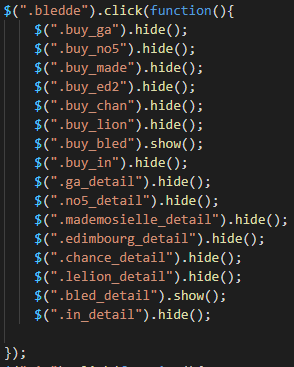 $(".bledde").click(function(){
$(".buy_ga").hide();
$(".buy_no5").hide();
$(".buy_made").hide();
$(".buy_ed2").hide();
$(".buy_chan").hide();
$(".buy_lion").hide();
$(".buy_bled").show();
$(".buy_in").hide();
$(".ga_detail").hide();
$(".no5_detail").hide();
$(".mademosielle_detail").hide();
$(".edimbourg_detail").hide();
$(".chance_detail").hide();
$(".lelion_detail").hide();
$(".bled_detail").show();
$(".in_detail").hide();
});